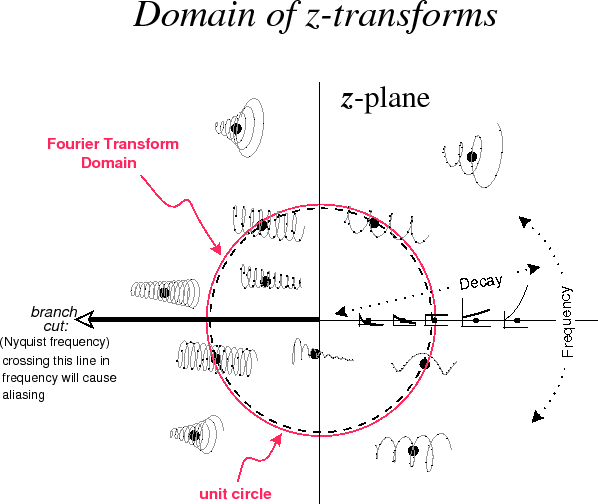 Domain of z-transforms
z-plane
Fourier Transform
Domain
Decay
Frequency
branch
cut:
(Nyquist frequency)
crossing this line in
frequency will cause
aliasing
unit circle